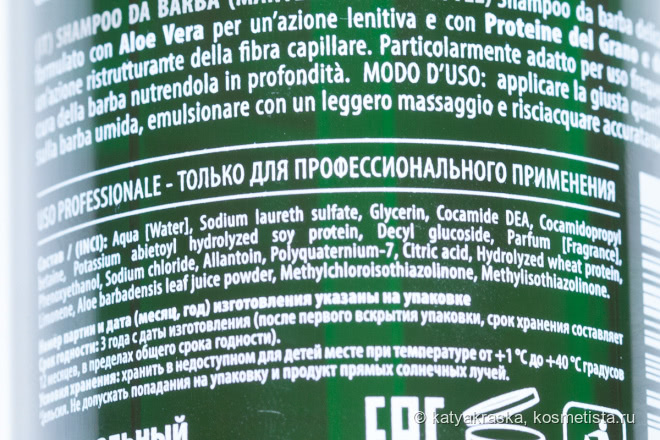 (IT) SHAMPOO DA BARBA Shampoo da barba
formulato con Aloe Vera per un'azione lenitiva e con Proteine del Grano
un'azione ristrutturante della fibra capillare. Particolarmente adatto per uso
cura della barba nutrendola in profondità. MODO D'USO: applicare la giusta
sulla barba umida, emulsionare con un leggero massaggio e risciacquare
USO PROFESSIONALE - ТОЛЬКО ДЛЯ ПРОФЕССИОНАЛЬНОГО ПРИМЕНЕНИЯ
Состав / (INCI): Aqua [Water], Sodium laureth sulfate, Glycerin, Cocamide DEA, Cocamidopropyl
betaine, Potassium abietoyl hydrolyzed soy protein, Decyl glucoside, Parfum [Fragrance],
Phenoxyethanol, Sodium chloride, Allantoin, Polyquaternium-7, Citric acid, Hydrolyzed wheat protein,
Limonene, Aloe barbadensis leaf juice powder, Methylchloroisothiazolinone, Methylisothiazolinone.
Номер партии и дата (месяц, год) изготовления указаны на упаковке
Срок годности: 3 года с даты изготовления (после первого вскрытия упаковки, срок хранения составляет
12 месяцев, в пределах общего срока годности).
Условия хранения: хранить в недоступном для детей месте при температуре от +1 °С до +40 °С градусов
Цельсия. Не допускать попадания на упаковку и продукт прямых солнечных лучей.
EAC
© katyakraska, kosmetista.ru